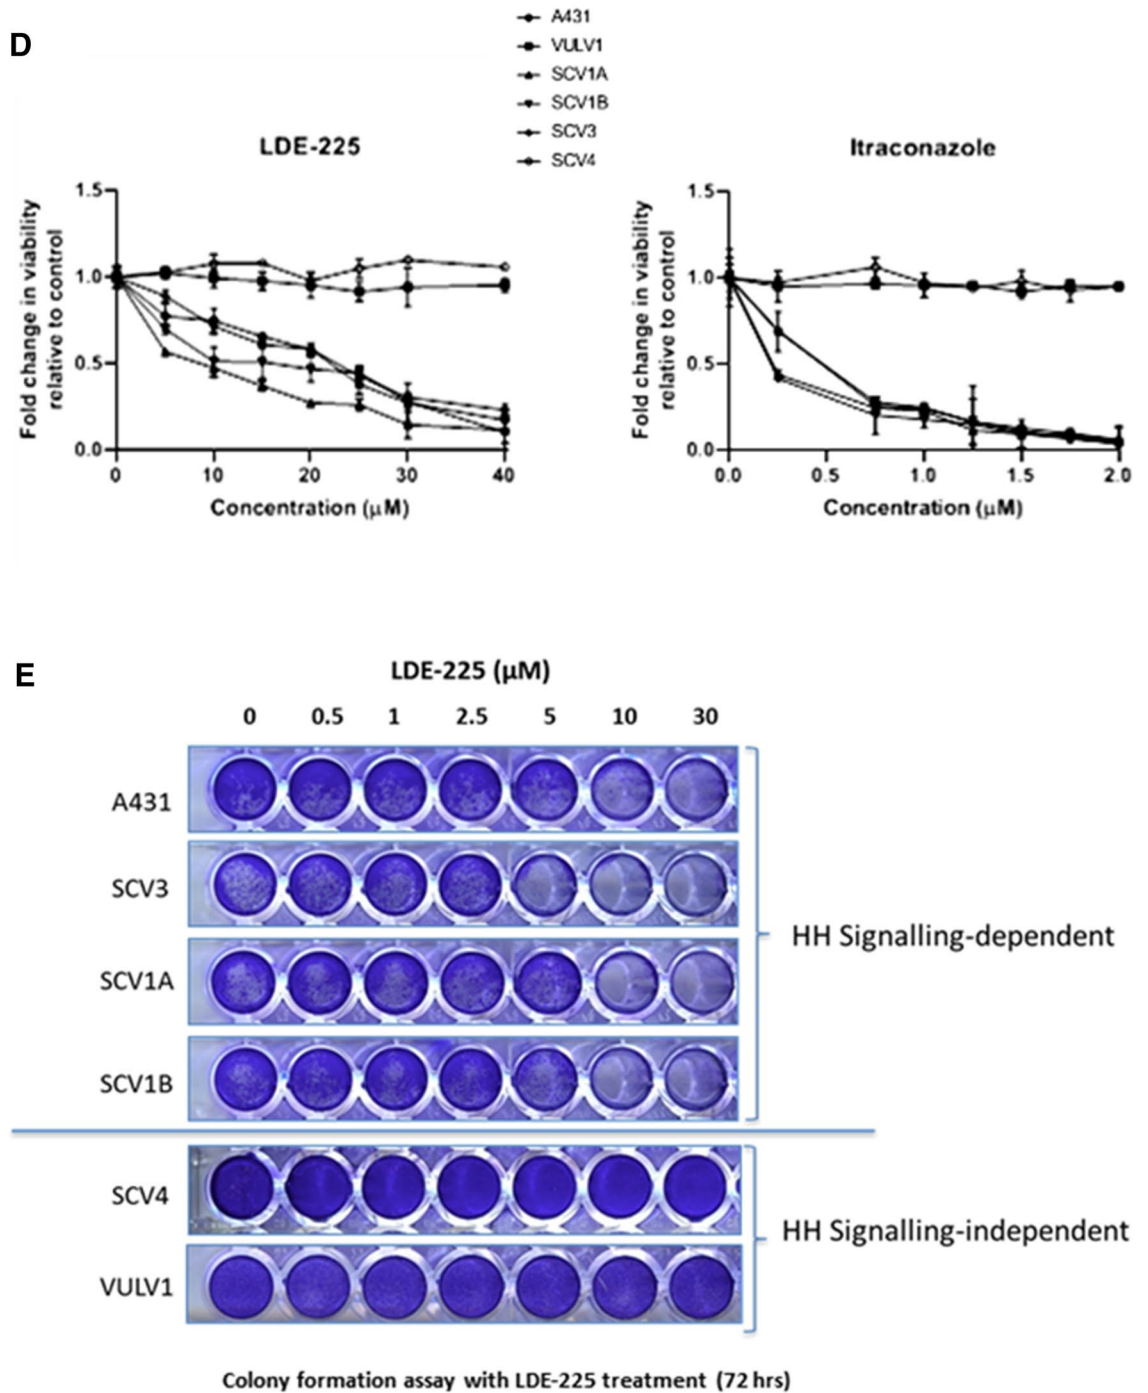 D
A431
VULV1
SCV1A
SCV1B
SCV3
SCV4
LDE-225
Fold change in viability
relative to control
1.5
1.0
0.5
0.0
0 10 20 30 40
Concentration (μM)
Itraconazole
Fold change in viability
relative to control
1.5
1.0
0.5
0.0
0.0 0.5 1.0 1.5 2.0
Concentration (μM)
E
LDE-225 (μM)
0 0.5 1 2.5 5 10 30
A431
SCV3
SCV1A
SCV1B
HH Signalling-dependent
SCV4
VULV1
HH Signalling-independent
Colony formation assay with LDE-225 treatment (72 hrs)